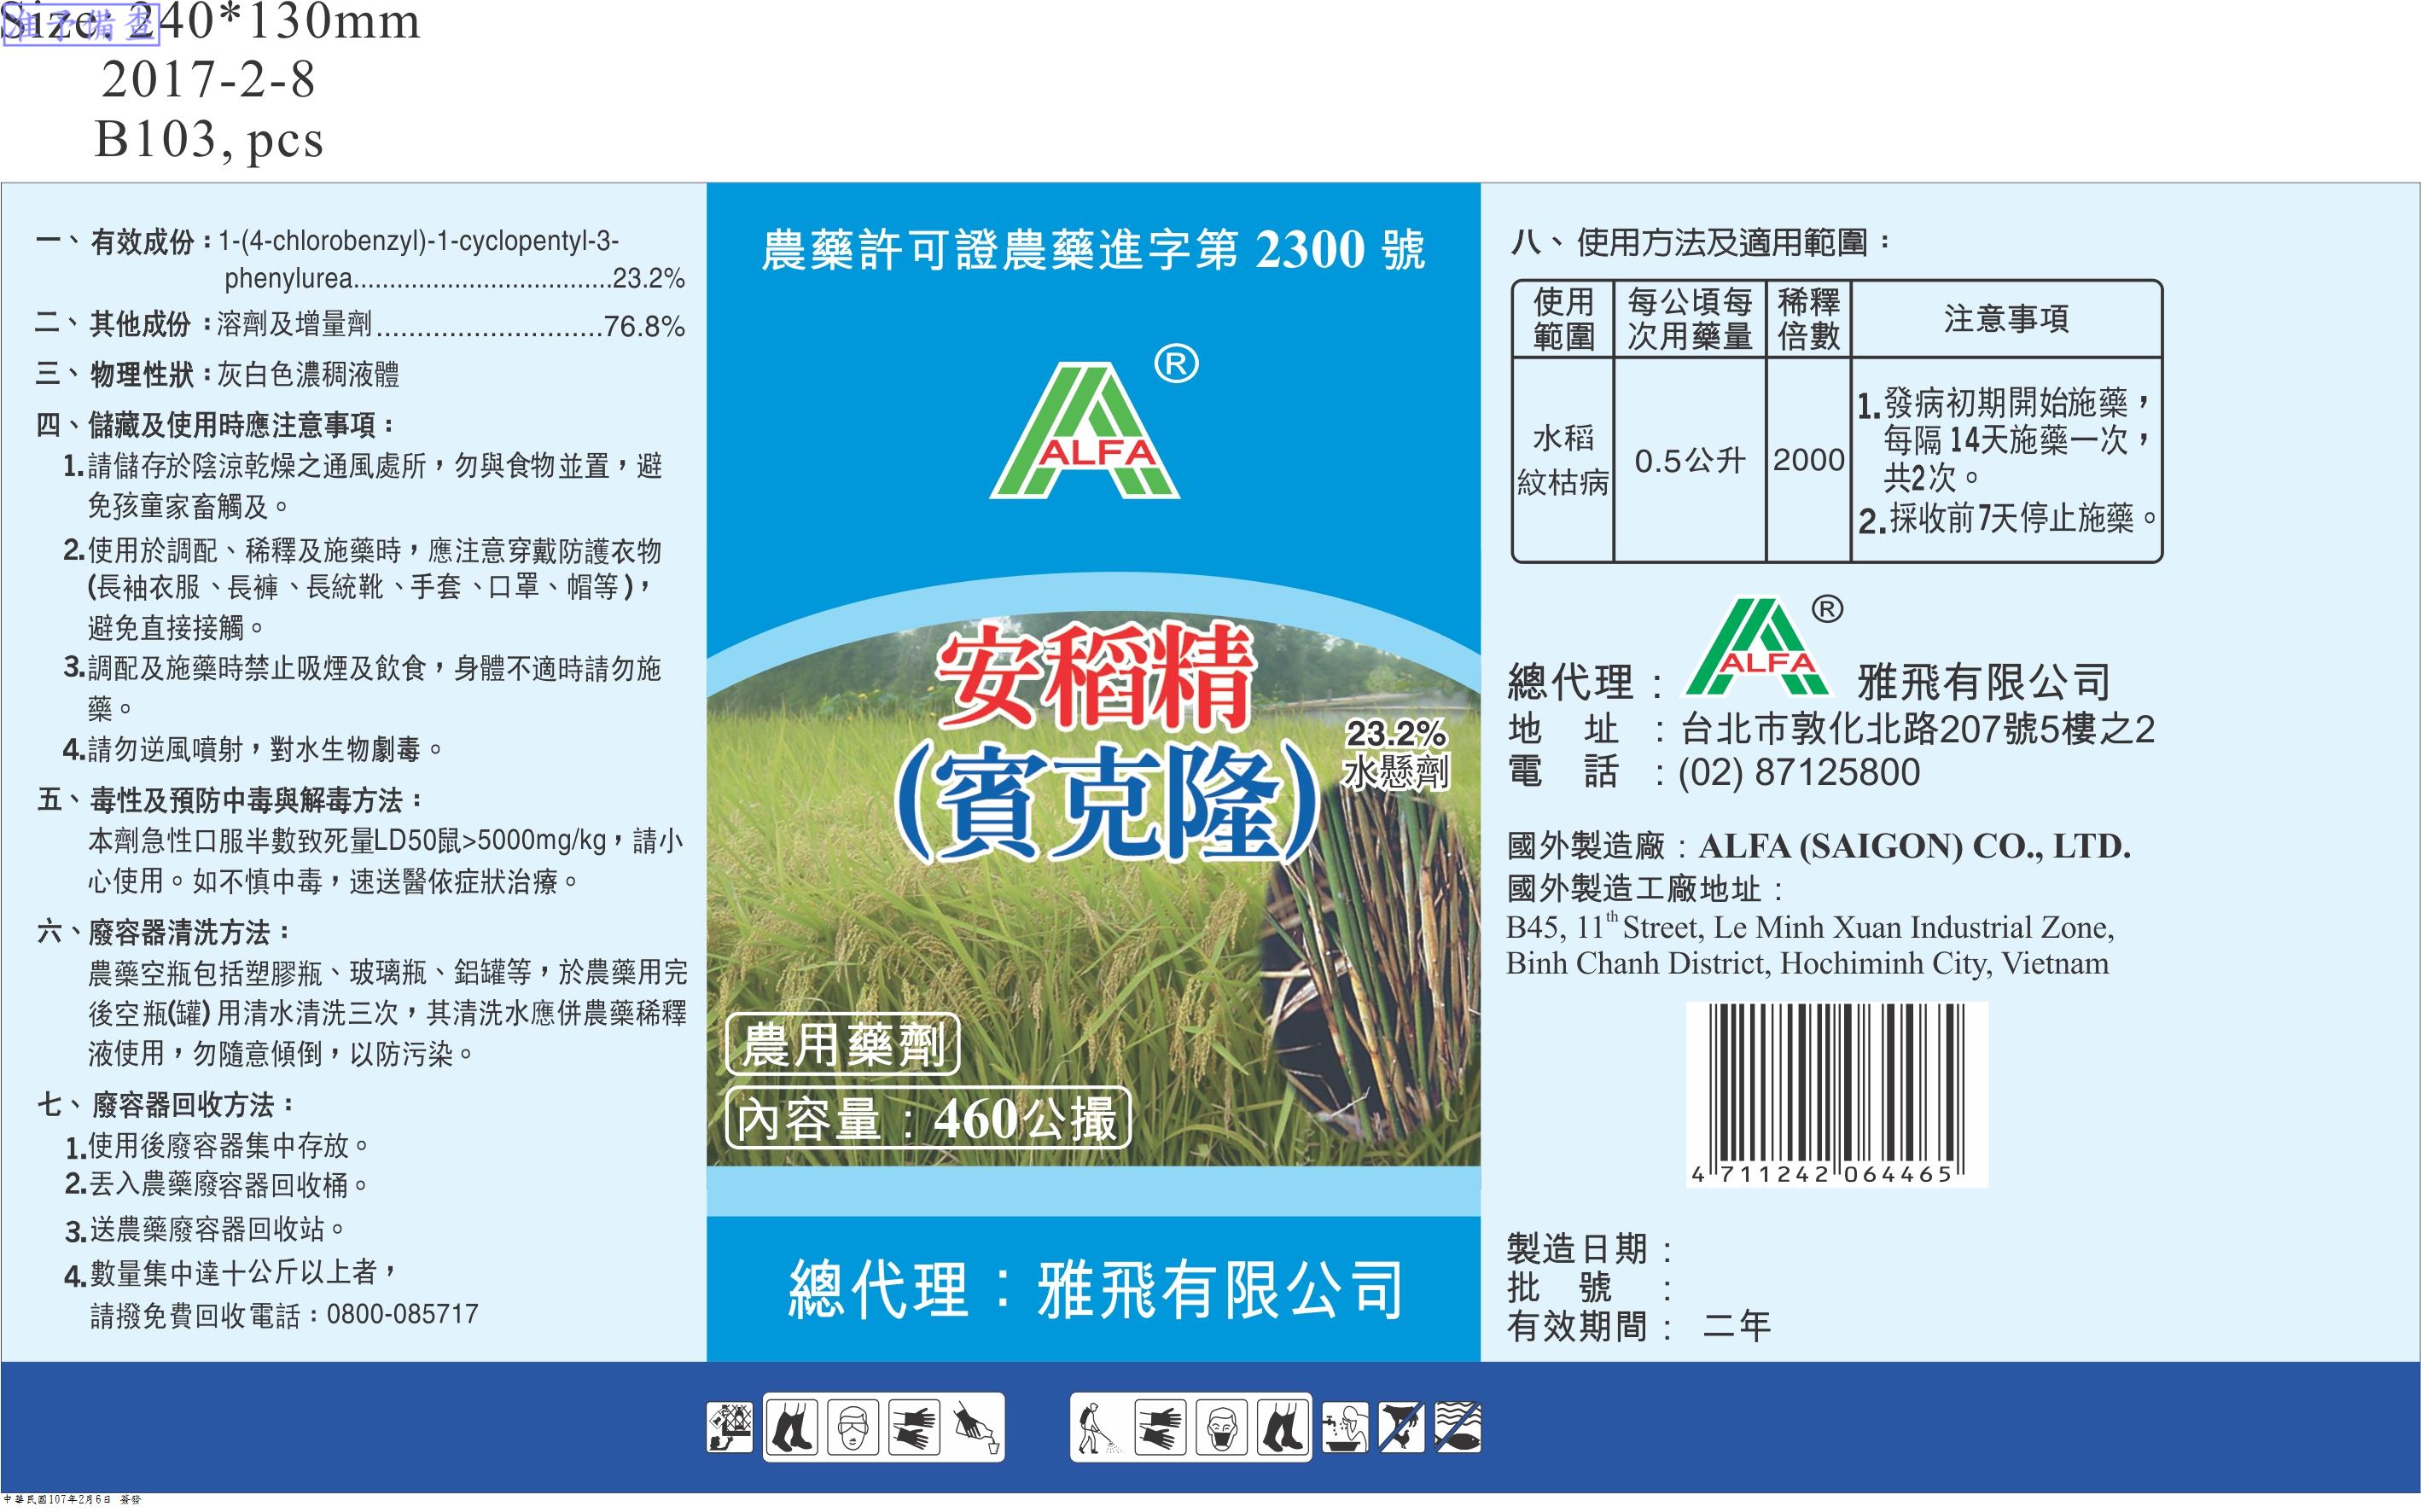 Size: 240*130mm
准予備查
2017-2-8
B103, pcs
一、有效成份：1-(4-chlorobenzyl)-1-cyclopentyl-3-
phenylurea....................................23.2%
二、其他成份：溶劑及增量劑............................76.8%
三、物理性狀：灰白色濃稠液體
四、儲藏及使用時應注意事項：
1.請儲存於陰涼乾燥之通風處所，勿與食物並置，避
免孩童家畜觸及。
2.使用於調配、稀釋及施藥時，應注意穿戴防護衣物
(長袖衣服、長褲、長統靴、手套、口罩、帽等)，
避免直接接觸。
3.調配及施藥時禁止吸煙及飲食，身體不適時請勿施
藥。
4.請勿逆風噴射，對水生物劇毒。
五、毒性及預防中毒與解毒方法：
本劑急性口服半數致死量LD50鼠>5000mg/kg，請小
心使用。如不慎中毒，速送醫依症狀治療。
六、廢容器清洗方法：
農藥空瓶包括塑膠瓶、玻璃瓶、鋁罐等，於農藥用完
後空瓶(罐)用清水清洗三次，其清洗水應併農藥稀釋
液使用，勿隨意傾倒，以防污染。
七、廢容器回收方法：
1.使用後廢容器集中存放。
2.丟入農藥廢容器回收桶。
3.送農藥廢容器回收站。
4.數量集中達十公斤以上者，
請撥免費回收電話：0800-085717
農藥許可證農藥進字第 2300 號
ALFA ®
安稻精
(賓克隆)
23.2%
水懸劑
農用藥劑
內容量：460公撮
總代理：雅飛有限公司
八、使用方法及適用範圍：
使用
範圍
每公頃每
次用藥量
稀釋
倍數
注意事項
水稻
紋枯病
0.5公升
2000
1.發病初期開始施藥，
每隔14天施藥一次，
共2次。
2.採收前7天停止施藥。
總代理：ALFA ® 雅飛有限公司
地 址：台北市敦化北路207號5樓之2
電 話：(02) 87125800
國外製造廠：ALFA (SAIGON) CO., LTD.
國外製造工廠地址：
B45, 11th Street, Le Minh Xuan Industrial Zone,
Binh Chanh District, Hochiminh City, Vietnam
4 711242 064465
製造日期：
批 號：
有效期間： 二年
中華民國107年2月6日 簽發